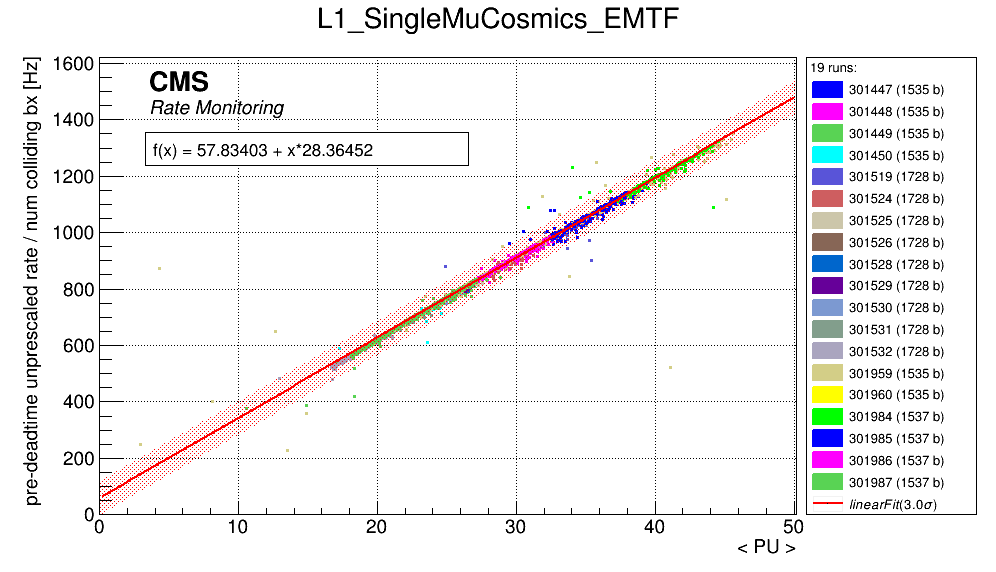 L1_SingleMuCosmics_EMTF
pre-deadtime unprescaled rate / num colliding bx [Hz]
1600
1400
1200
1000
800
600
400
200
0
CMS
Rate Monitoring
f(x) = 57.83403 + x*28.36452
0 10 20 30 40 50
< PU >
19 runs:
301447 (1535 b)
301448 (1535 b)
301449 (1535 b)
301450 (1535 b)
301519 (1728 b)
301524 (1728 b)
301525 (1728 b)
301526 (1728 b)
301528 (1728 b)
301529 (1728 b)
301530 (1728 b)
301531 (1728 b)
301532 (1728 b)
301959 (1535 b)
301960 (1535 b)
301984 (1537 b)
301985 (1537 b)
301986 (1537 b)
301987 (1537 b)
linearFit(3.0σ)